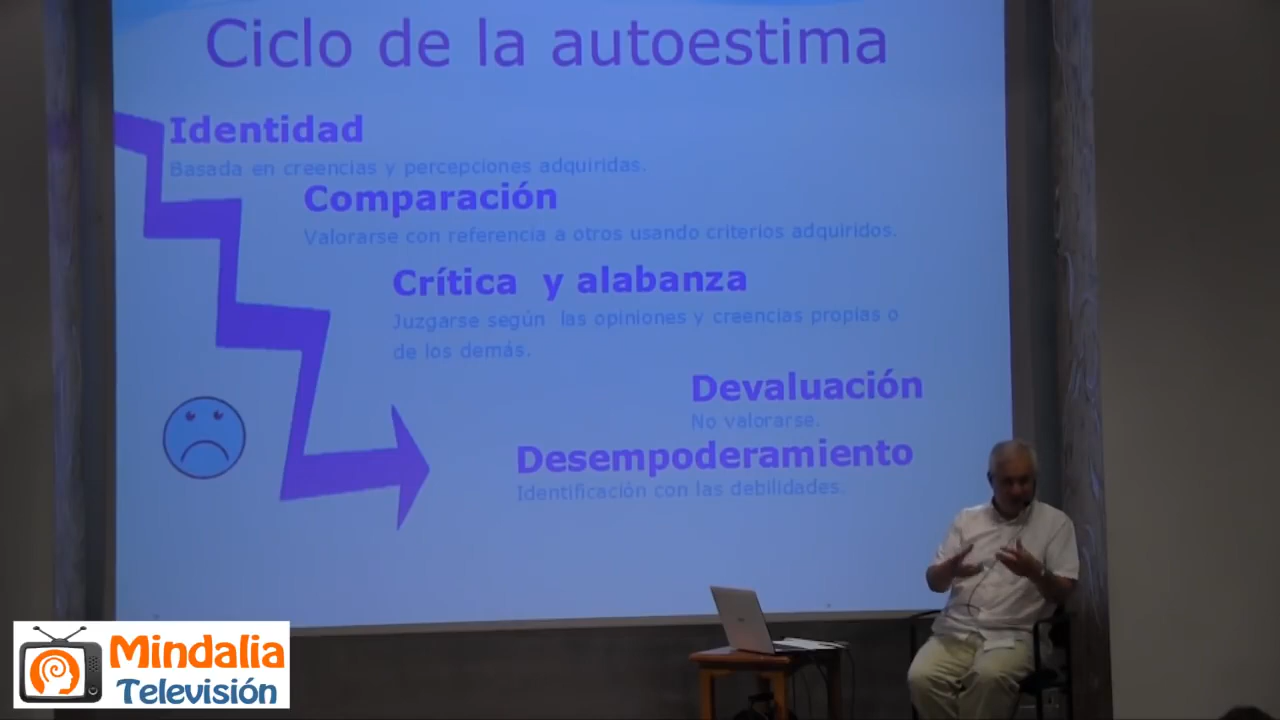 Ciclo de la autoestima
Identidad
Basada en creencias y percepciones adquiridas.
Comparación
Valorarse con referencia a otros usando criterios adquiridos.
Crítica y alabanza
Juzgarse según las opiniones y creencias propias o
de los demás.
Devaluación
No valorarse.
Desempoderamiento
Identificación con las debilidades.
Mindalia
Televisión